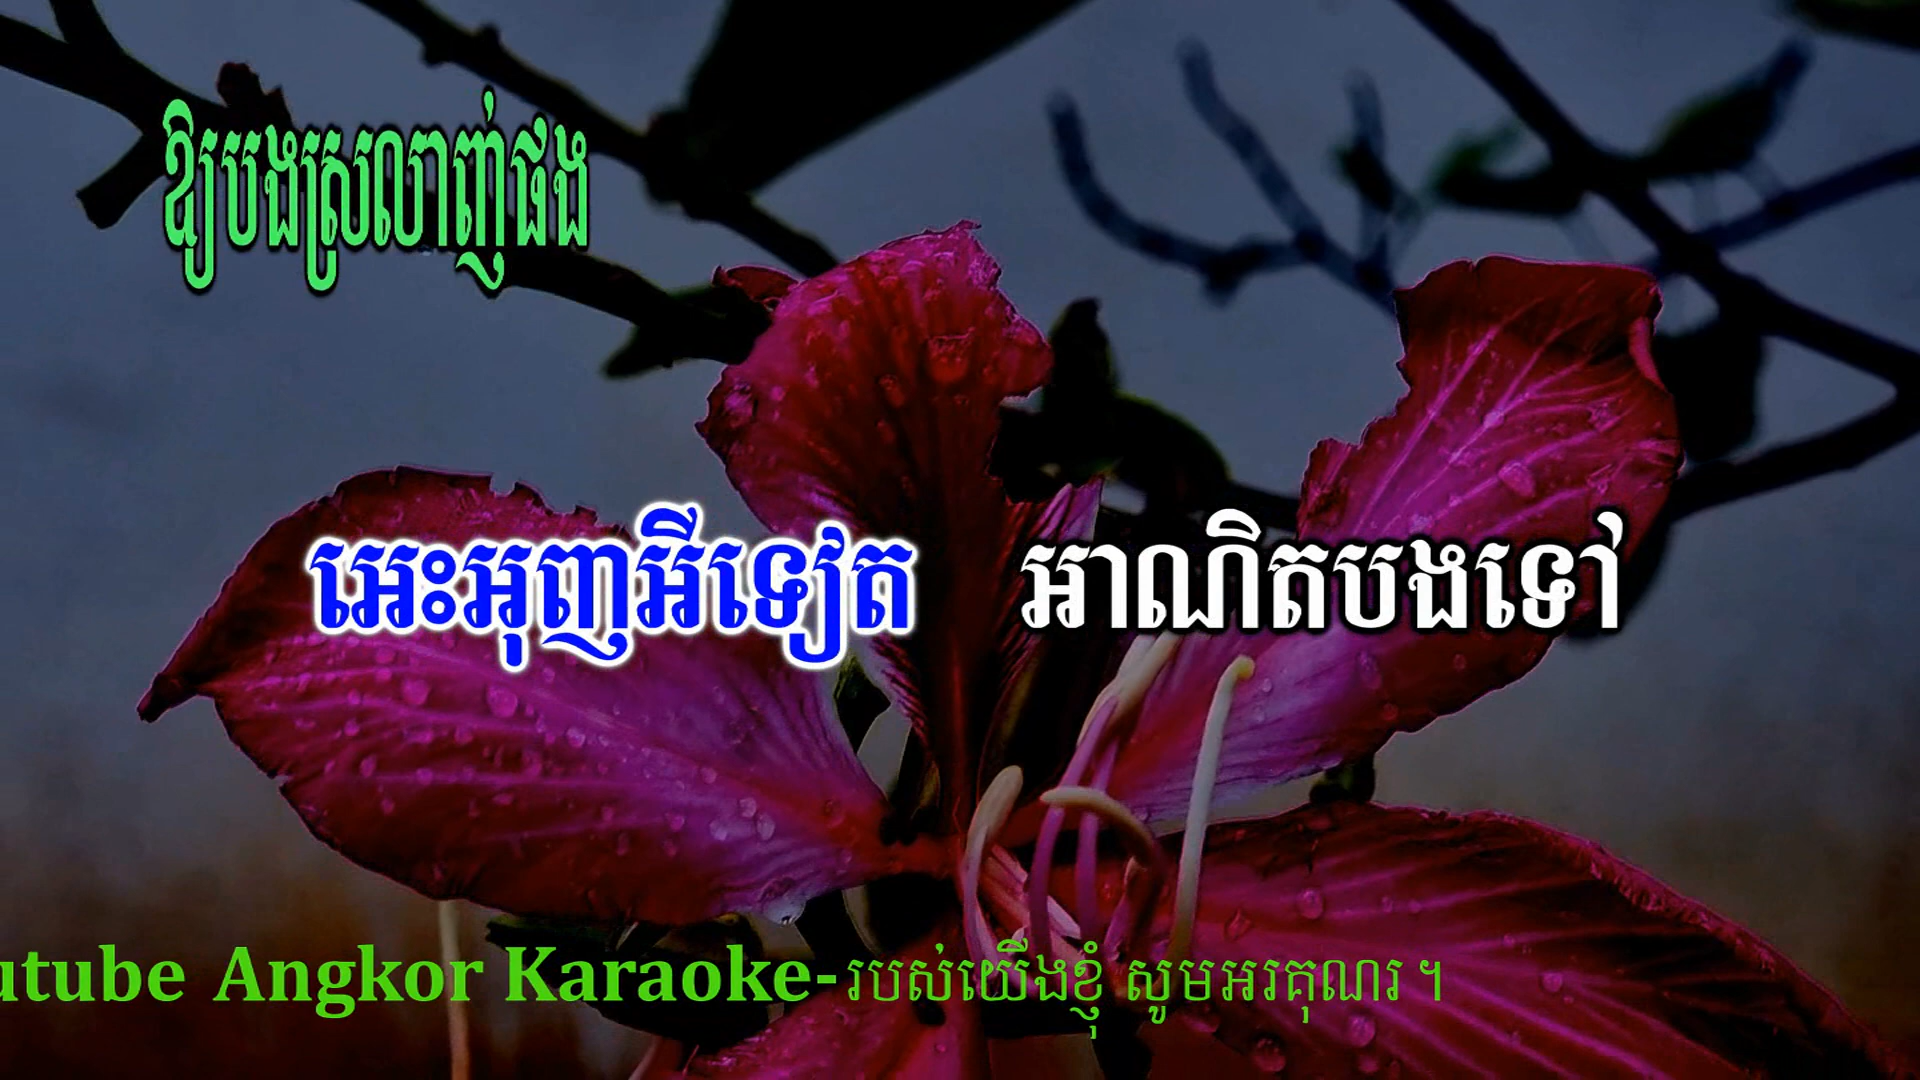 ឱ្យបងស្រលាញ់ផង
អេះអុញអីទៀត អាណិតបងទៅ
utube Angkor Karaoke-របស់យើងខ្ញុំ សូមអរគុណរ។